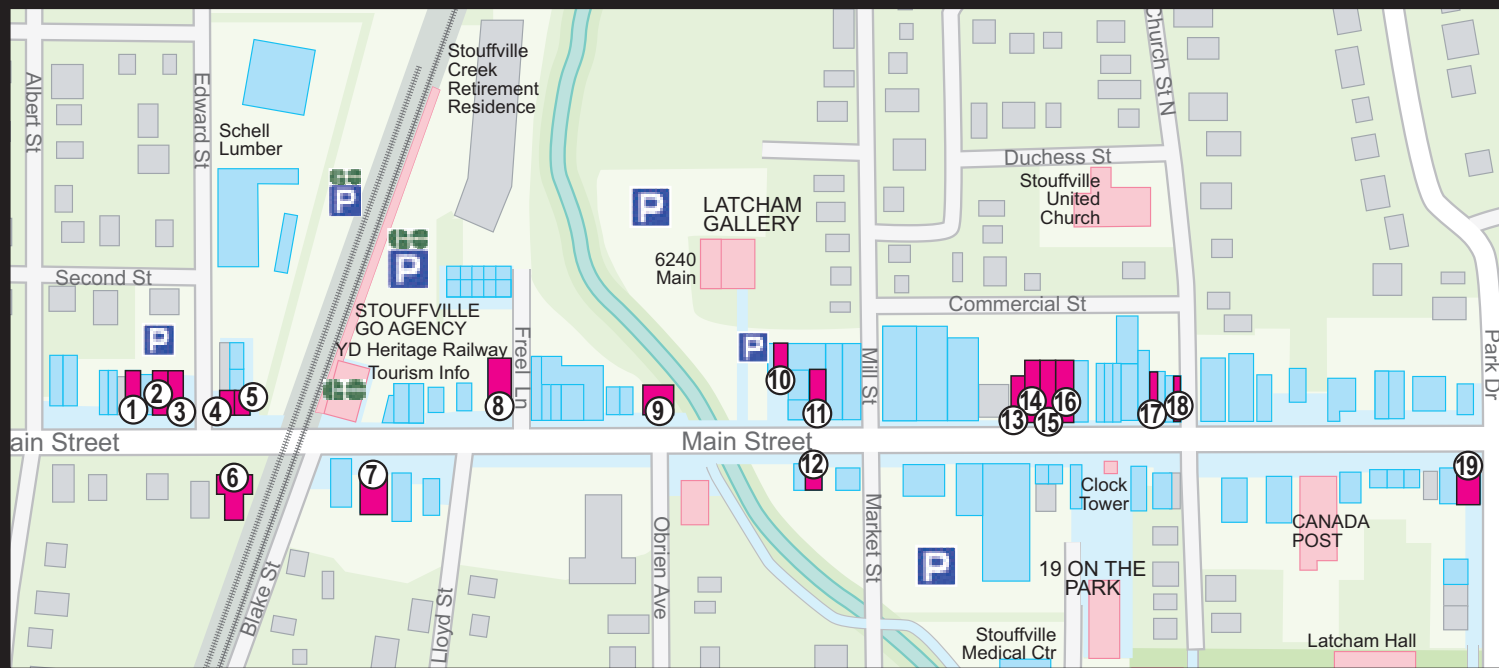 Albert St
Edward St
Schell
Lumber
GO
P
Stouffville
Creek
Retirement
Residence
GO
P
P
LATCHAM
GALLERY
6240
Main
Church St N
Duchess St
Stouffville
United
Church
Second St
P
STOUFFVILLE
GO AGENCY
YD Heritage Railway
Tourism Info
GO
Freel Ln
P
Commercial St
Mill St
Park Dr
1
2
3
4
5
8
9
10
11
13
14
15
16
17
18
ain Street
Main Street
6
7
12
19
Blake St
Lloyd St
Obrien Ave
Market St
P
Clock
Tower
19 ON THE
PARK
CANADA
POST
Stouffville
Medical Ctr
Latcham Hall